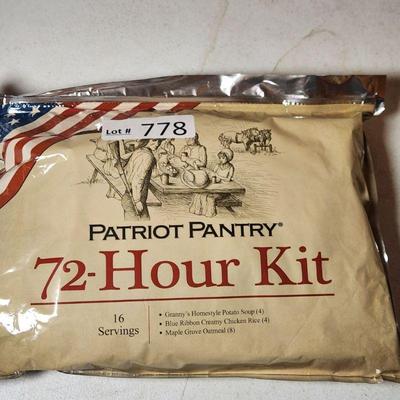 Lot # 778
PATRIOT PANTRY®
72-Hour Kit
16
Servings
• Granny's Homestyle Potato Soup (4)
• Blue Ribbon Creamy Chicken Rice (4)
• Maple Grove Oatmeal (8)